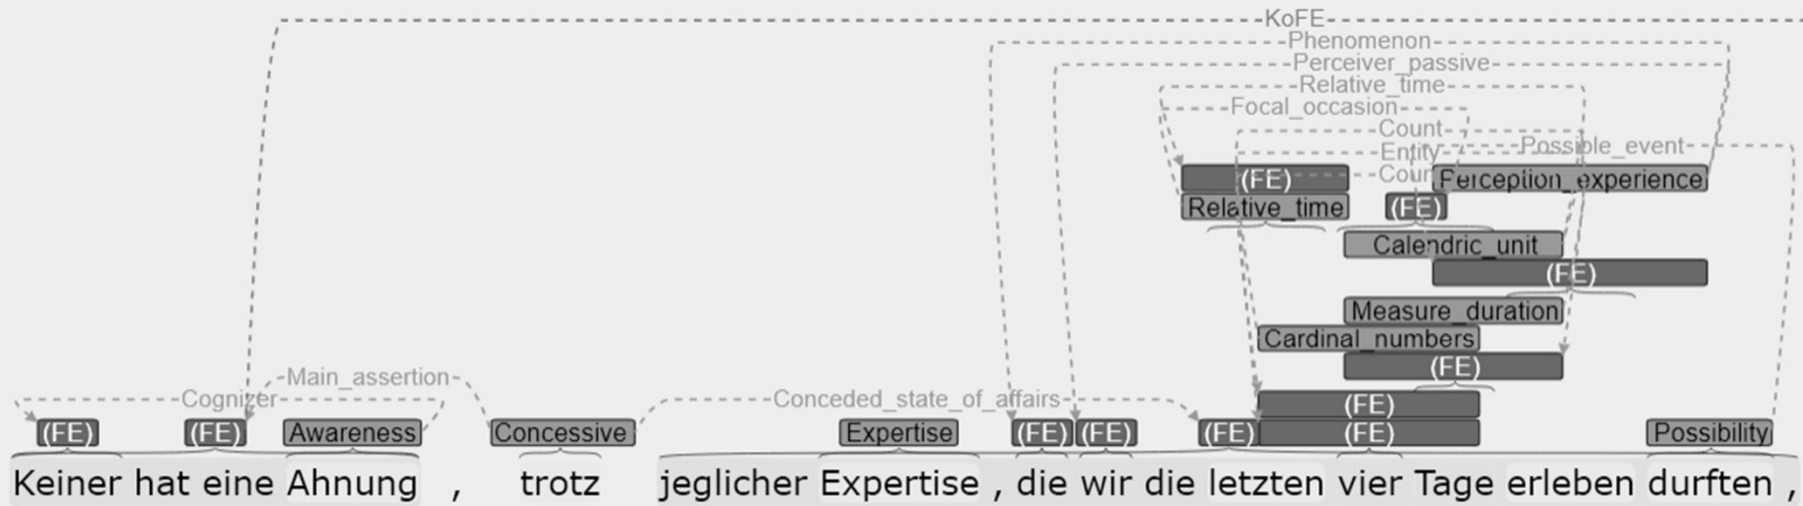 KoFE
Phenomenon
Perceiver_passive
Relative_time
Focal_occasion
Count
Possible_event
Entity
(FE) Coun Perception_experience
Relative_time (FE)
Calendric_unit
(FE)
Measure_duration
Cardinal_numbers
(FE)
Main_assertion
Cognizer Conceded_state_of_affairs (FE)
(FE) (FE) Awareness Concessive Expertise (FE) (FE) (FE) (FE) Possibility
Keiner hat eine Ahnung , trotz jeglicher Expertise , die wir die letzten vier Tage erleben durften ,